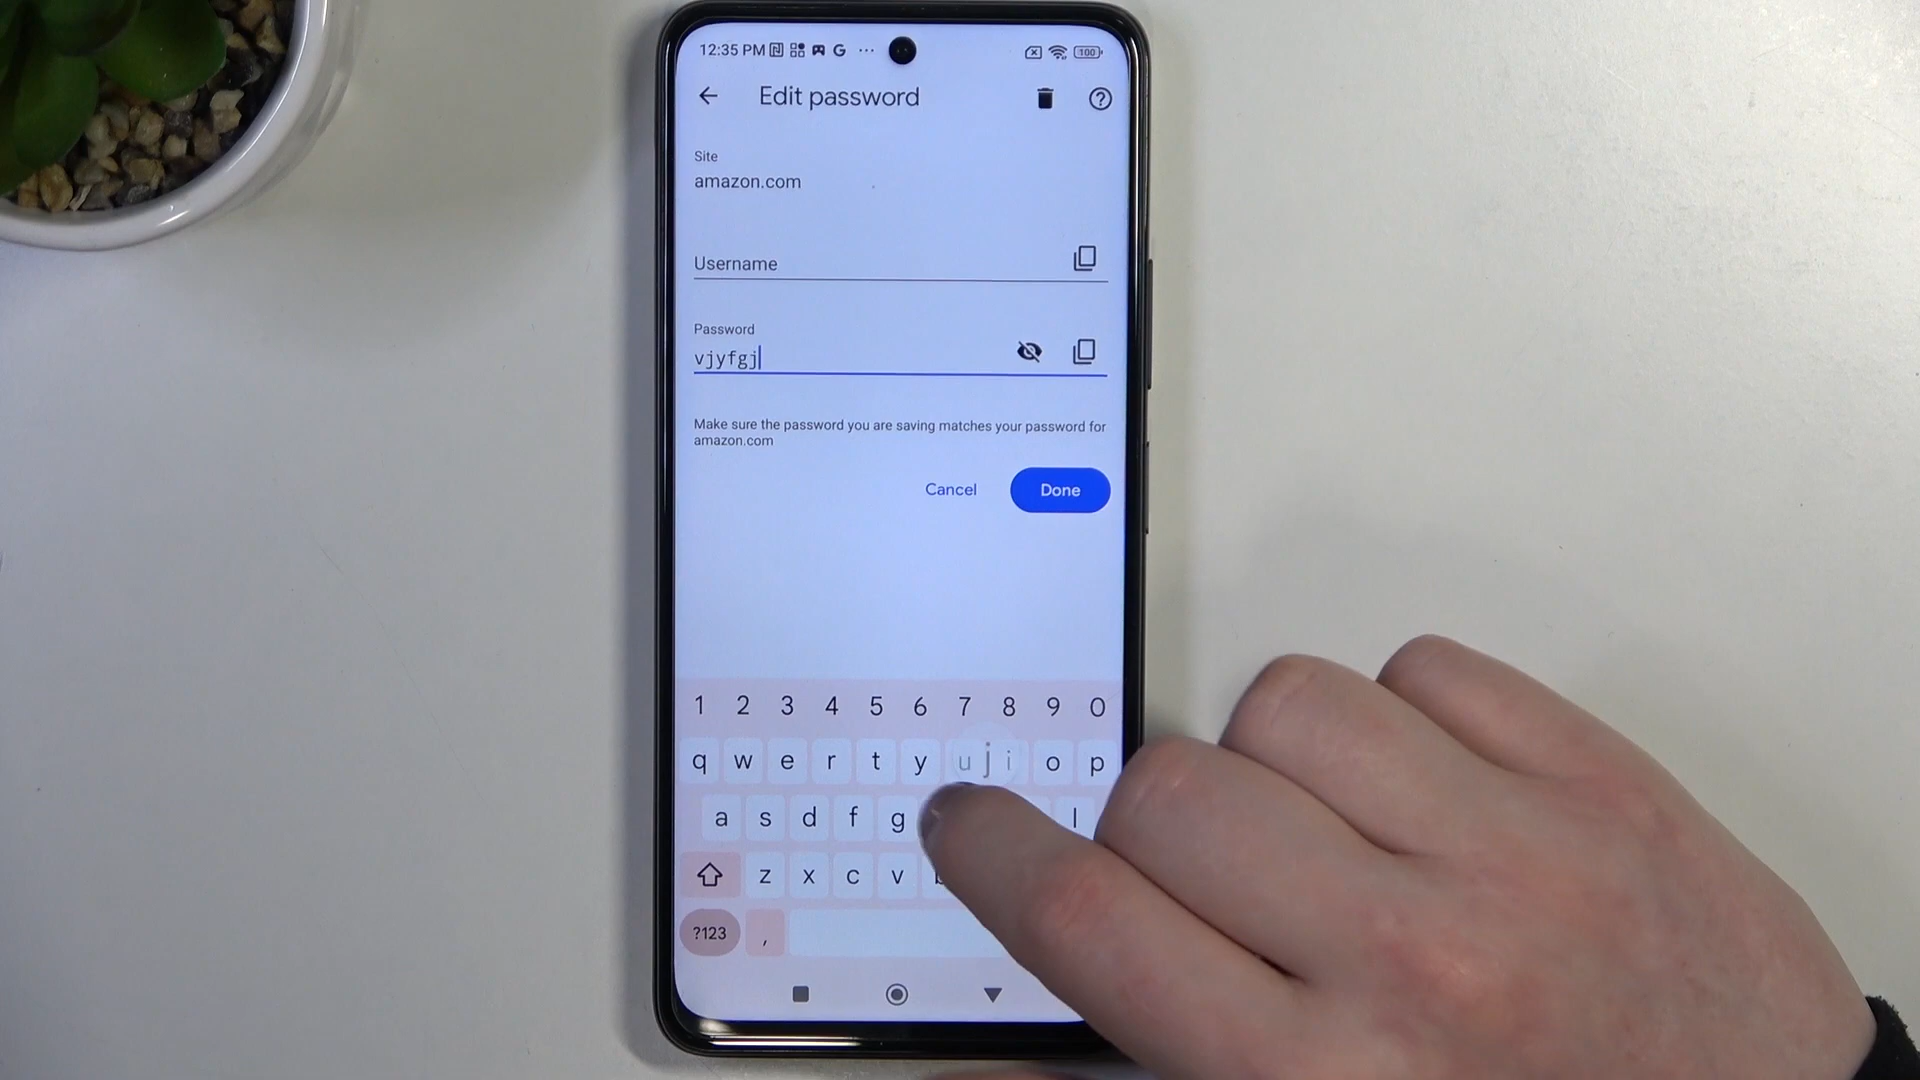 12:35 PM G ... 100
Edit password
Site
amazon.com
Username
Password
vjyfgj
Make sure the password you are saving matches your password for
amazon.com
Cancel Done
1 2 3 4 5 6 7 8 9 0
q w e r t y u j i o p
a s d f g l
z x c v
?123 ,